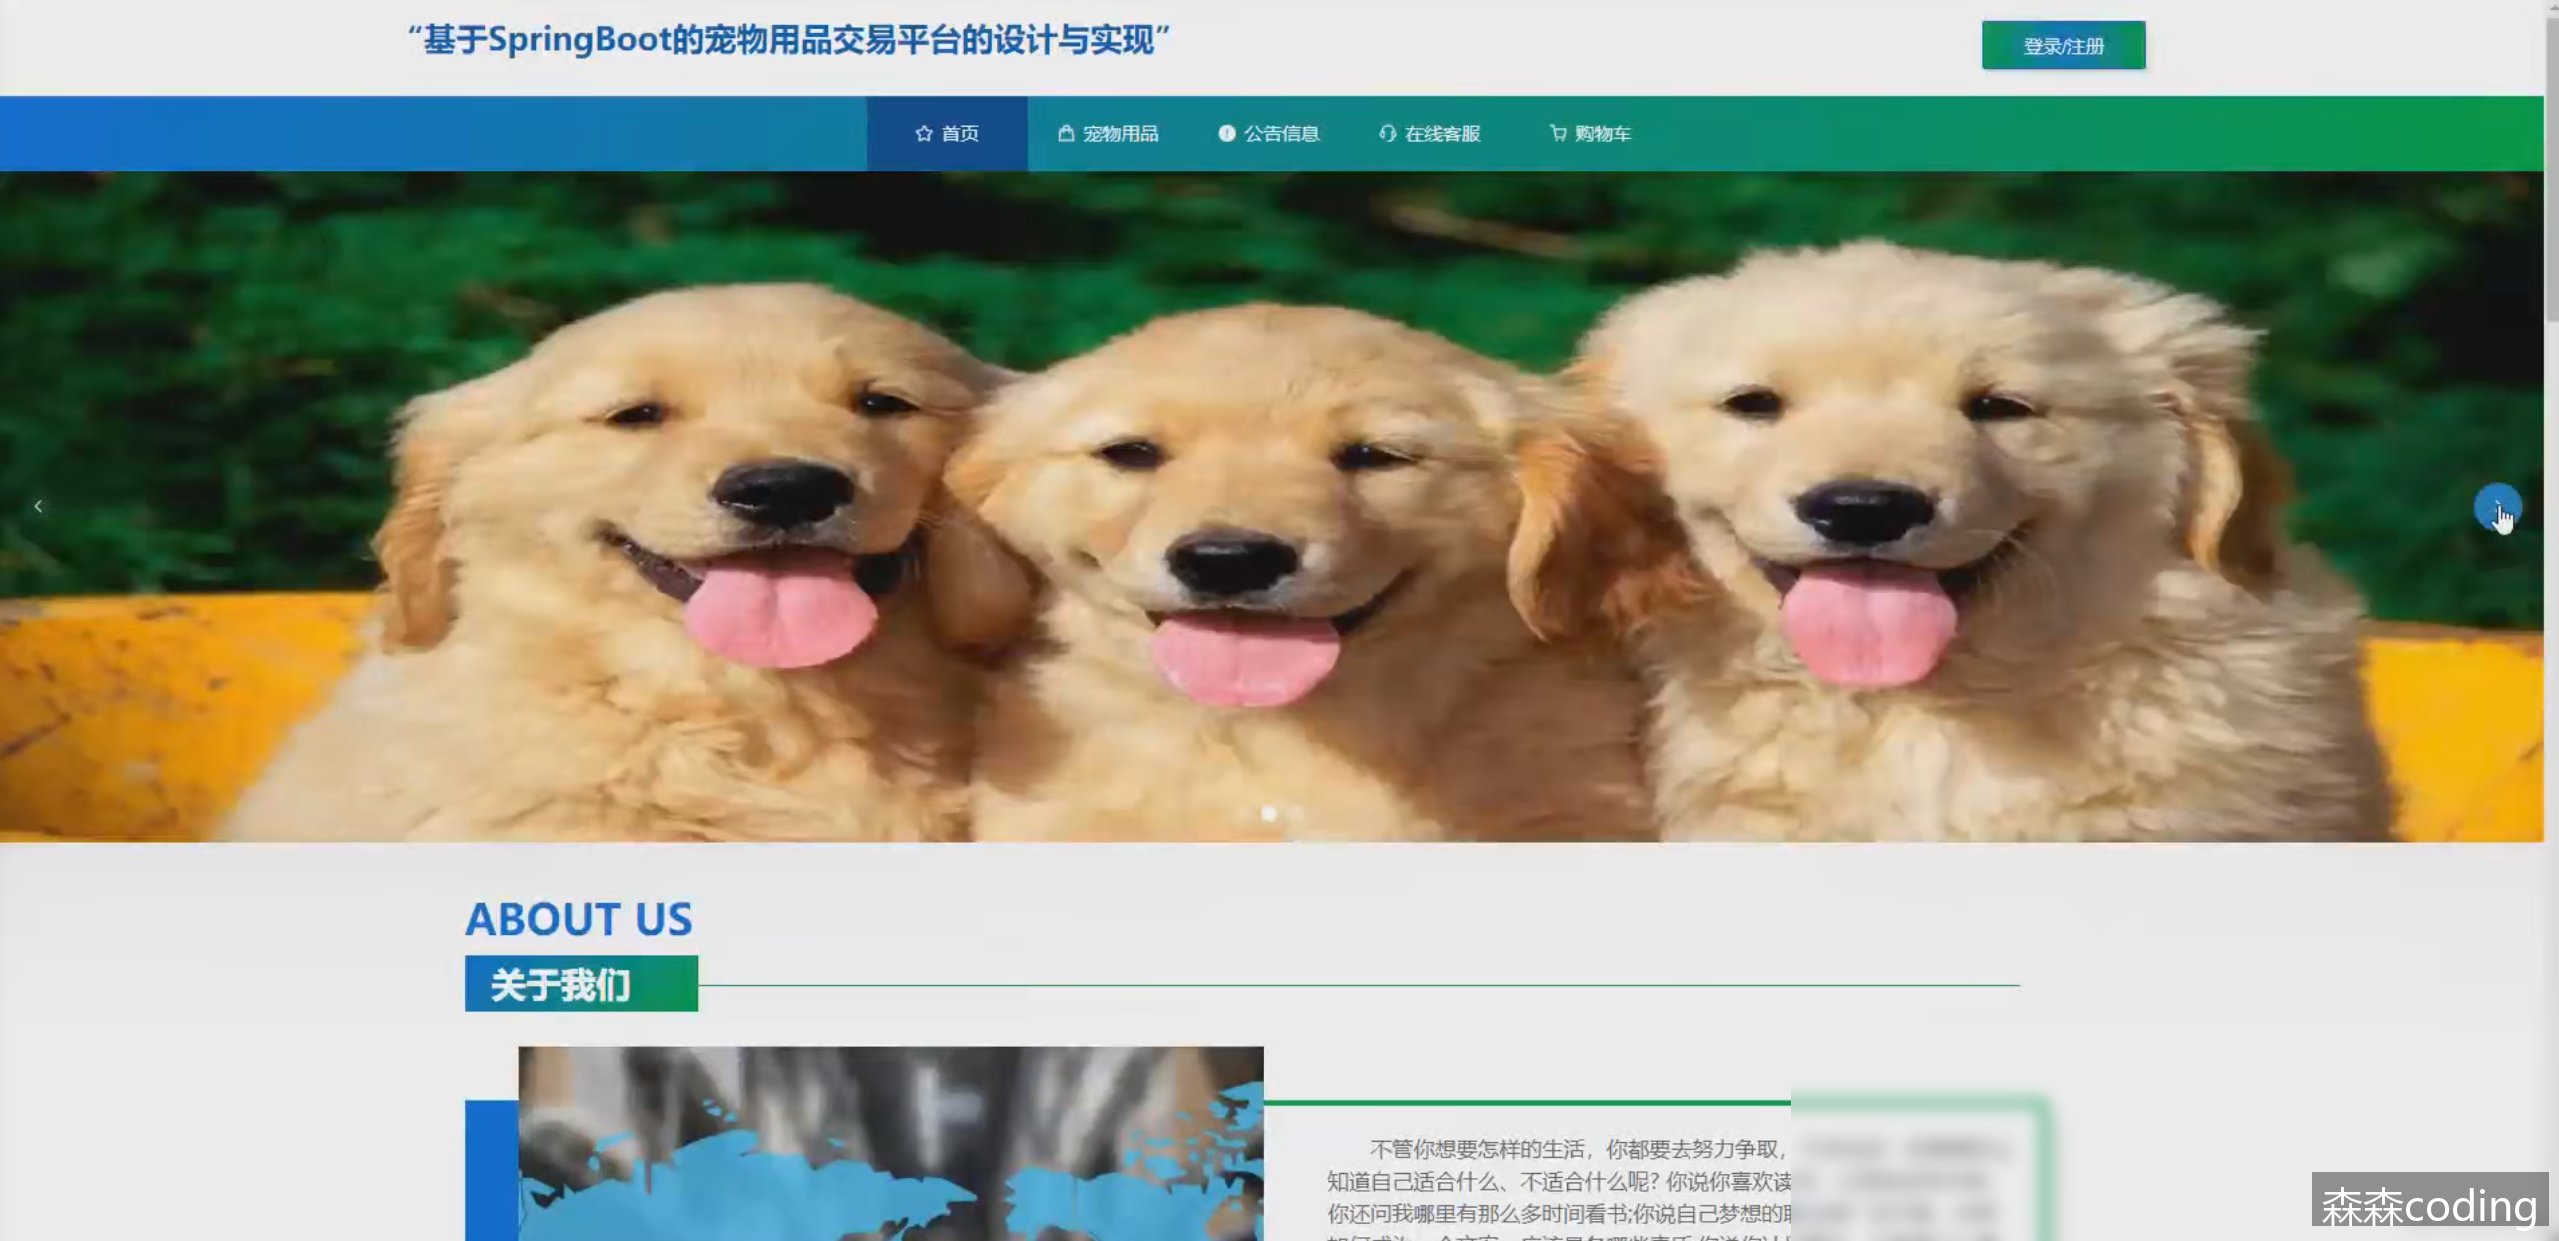 “基于SpringBoot的宠物用品交易平台的设计与实现”
登录/注册
首页
宠物用品
公告信息
在线客服
购物车
ABOUT US
关于我们
不管你想要怎样的生活，你都要去努力争取，
知道自己适合什么、不适合什么呢？你说你喜欢读
你还问我哪里有那么多时间看书;你说自己梦想的
森森coding